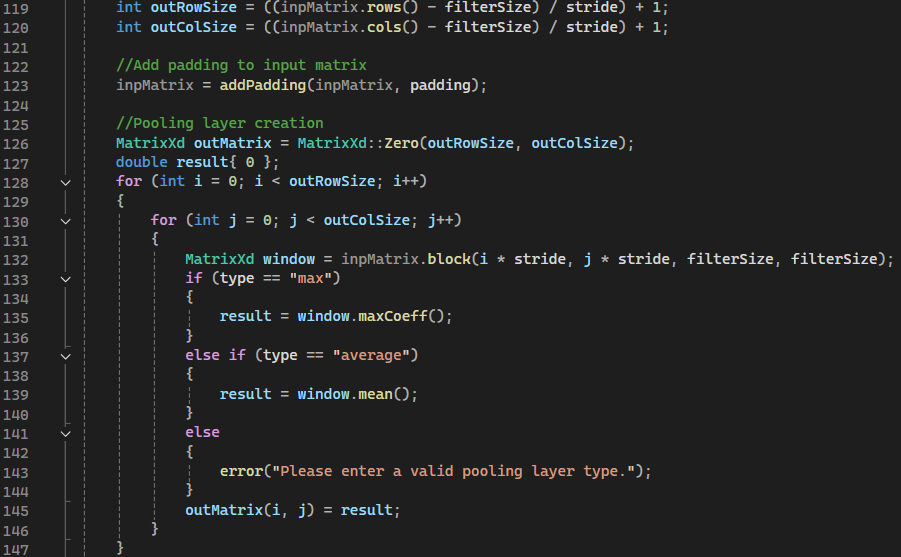 119 int outRowSize = ((inpMatrix.rows() - filterSize) / stride) + 1;
120 int outColSize = ((inpMatrix.cols() - filterSize) / stride) + 1;
121
122 //Add padding to input matrix
123 inpMatrix = addPadding(inpMatrix, padding);
124
125 //Pooling layer creation
126 MatrixXd outMatrix = MatrixXd::Zero(outRowSize, outColSize);
127 double result{ 0 };
128 for (int i = 0; i < outRowSize; i++)
129 {
130 for (int j = 0; j < outColSize; j++)
131 {
132 MatrixXd window = inpMatrix.block(i * stride, j * stride, filterSize, filterSize);
133 if (type == "max")
134 {
135 result = window.maxCoeff();
136 }
137 else if (type == "average")
138 {
139 result = window.mean();
140 }
141 else
142 {
143 error("Please enter a valid pooling layer type.");
144 }
145 outMatrix(i, j) = result;
146 }
147 }